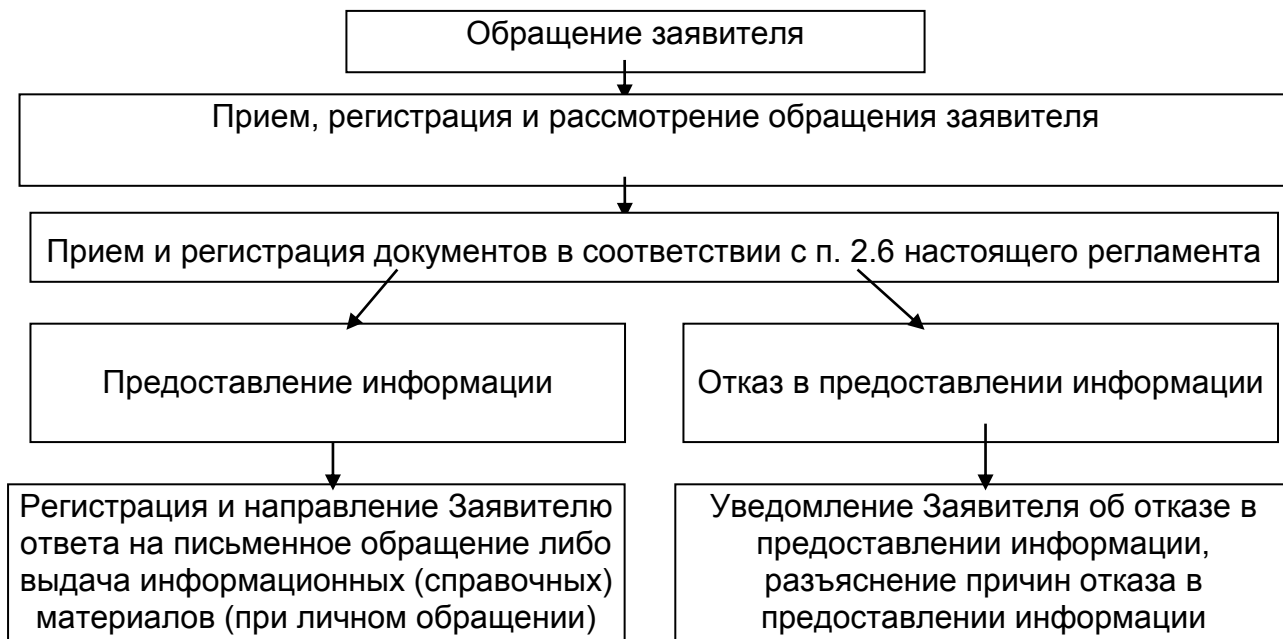 Обращение заявителя
Прием, регистрация и рассмотрение обращения заявителя
Прием и регистрация документов в соответствии с п. 2.6 настоящего регламента
Предоставление информации
Отказ в предоставлении информации
Регистрация и направление Заявителю
ответа на письменное обращение либо
выдача информационных (справочных)
материалов (при личном обращении)
Уведомление Заявителя об отказе в
предоставлении информации,
разъяснение причин отказа в
предоставлении информации